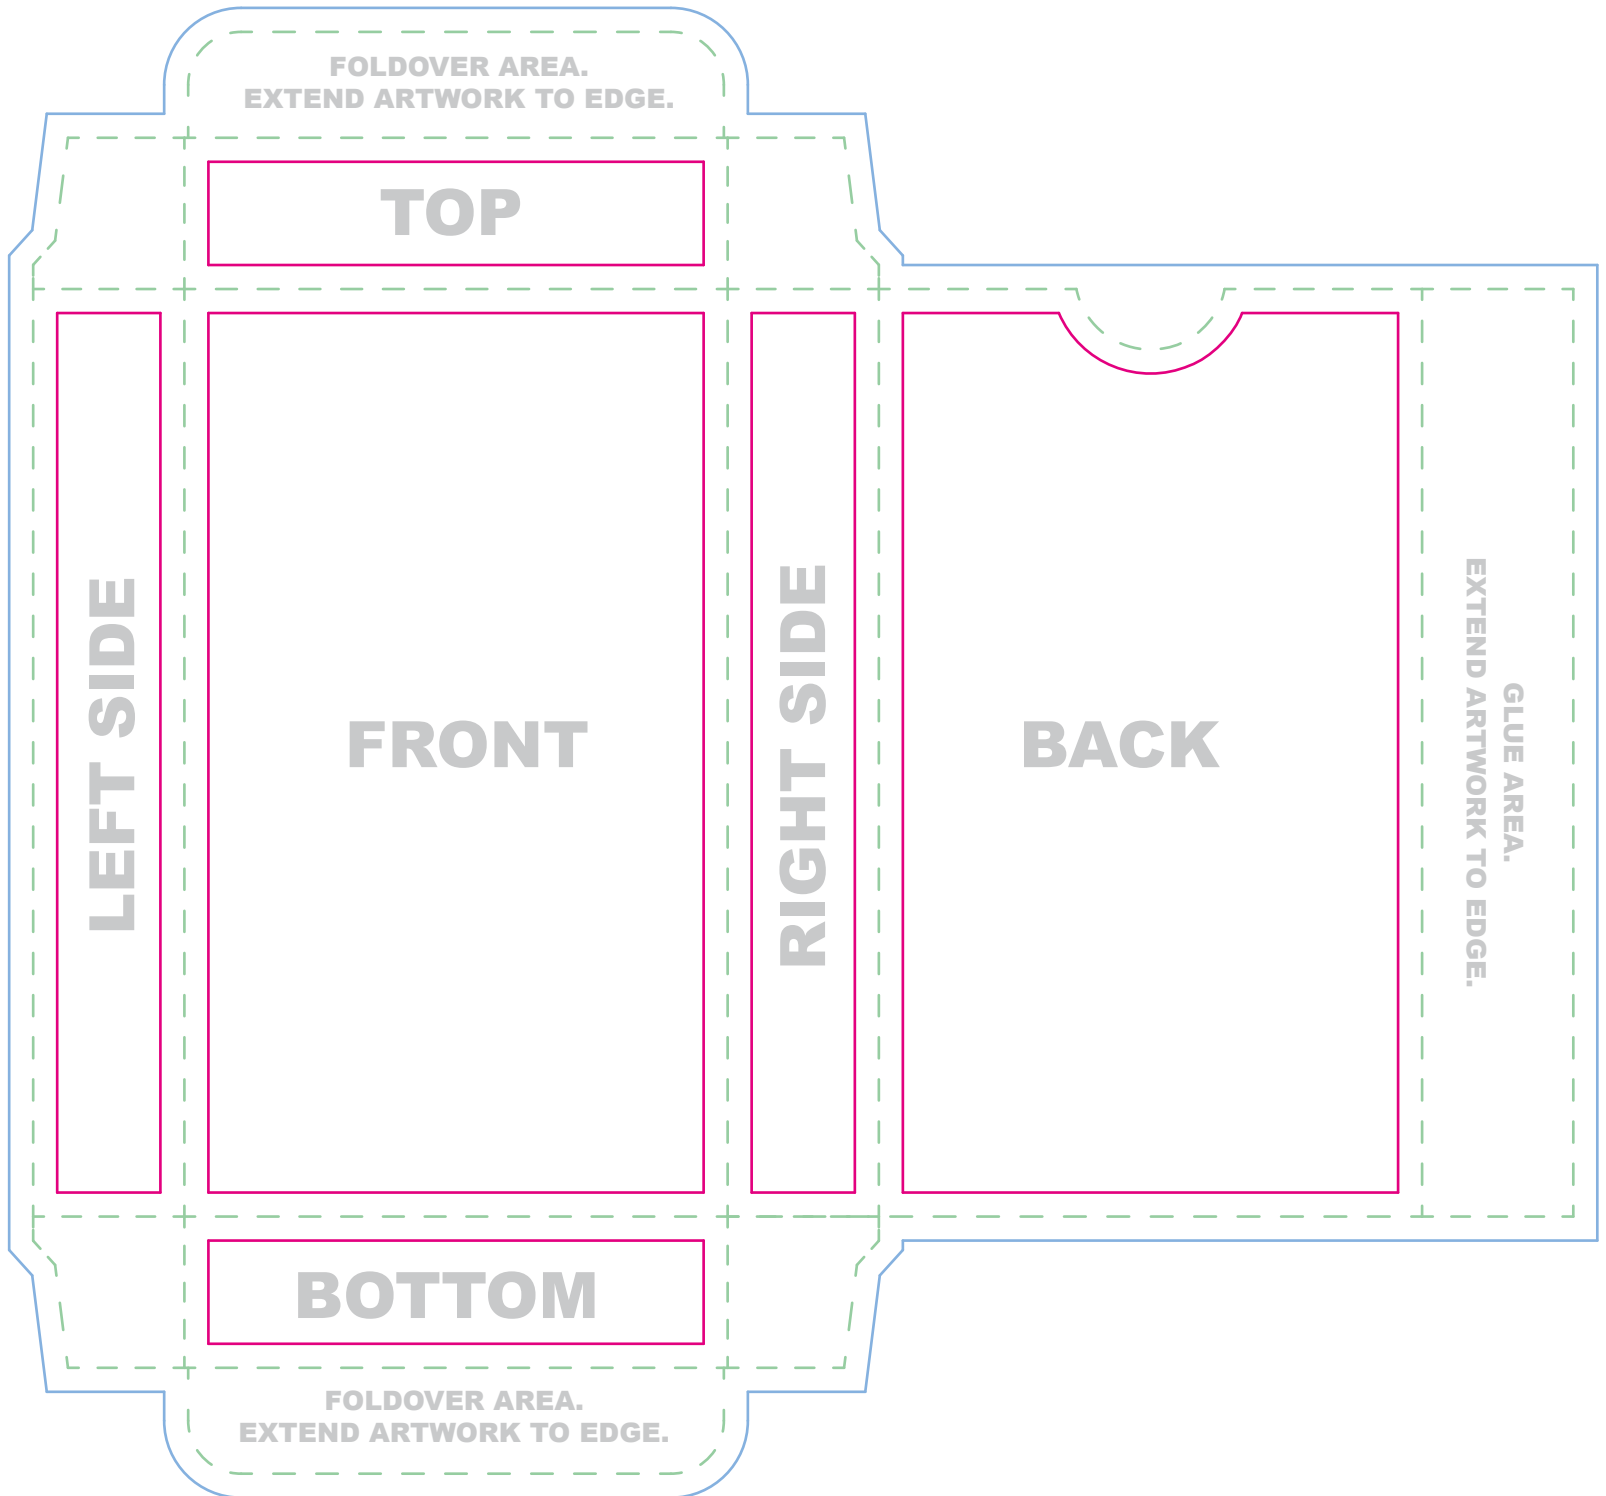 FOLDOVER AREA.
EXTEND ARTWORK TO EDGE.
TOP
LEFT SIDE
FRONT
RIGHT SIDE
BACK
GLUE AREA.
EXTEND ARTWORK TO EDGE.
BOTTOM
FOLDOVER AREA.
EXTEND ARTWORK TO EDGE.